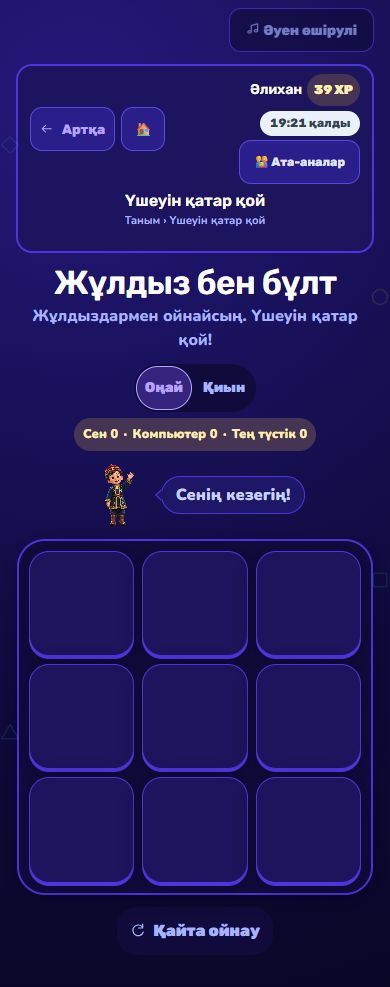 Әуен өшірулі
Әлихан 39 XP
19:21 қалды
← Артқа
Ата-аналар
Үшеуін қатар қой
Таным › Үшеуін қатар қой
Жұлдыз бен бұлт
Жұлдыздармен ойнайсың. Үшеуін қатар
қой!
Оңай Қиын
Сен 0 · Компьютер 0 · Тең түстік 0
Сенің кезегің!
Қайта ойнау